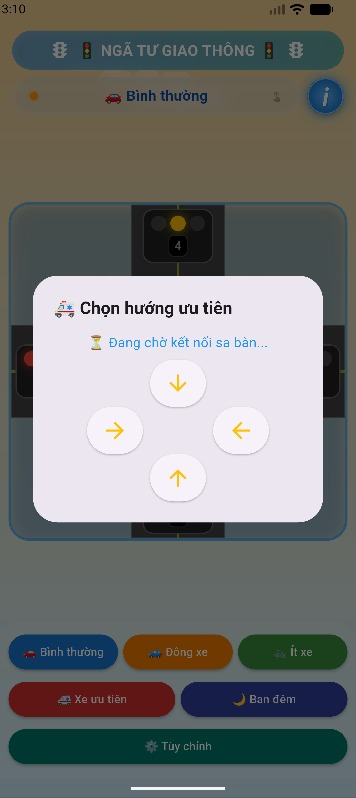 3:10
NGÃ TƯ GIAO THÔNG
Bình thường
i
4
Chọn hướng ưu tiên
Đang chờ kết nối sa bàn...
Bình thường
Đông xe
Ít xe
Xe ưu tiên
Ban đêm
Tùy chỉnh